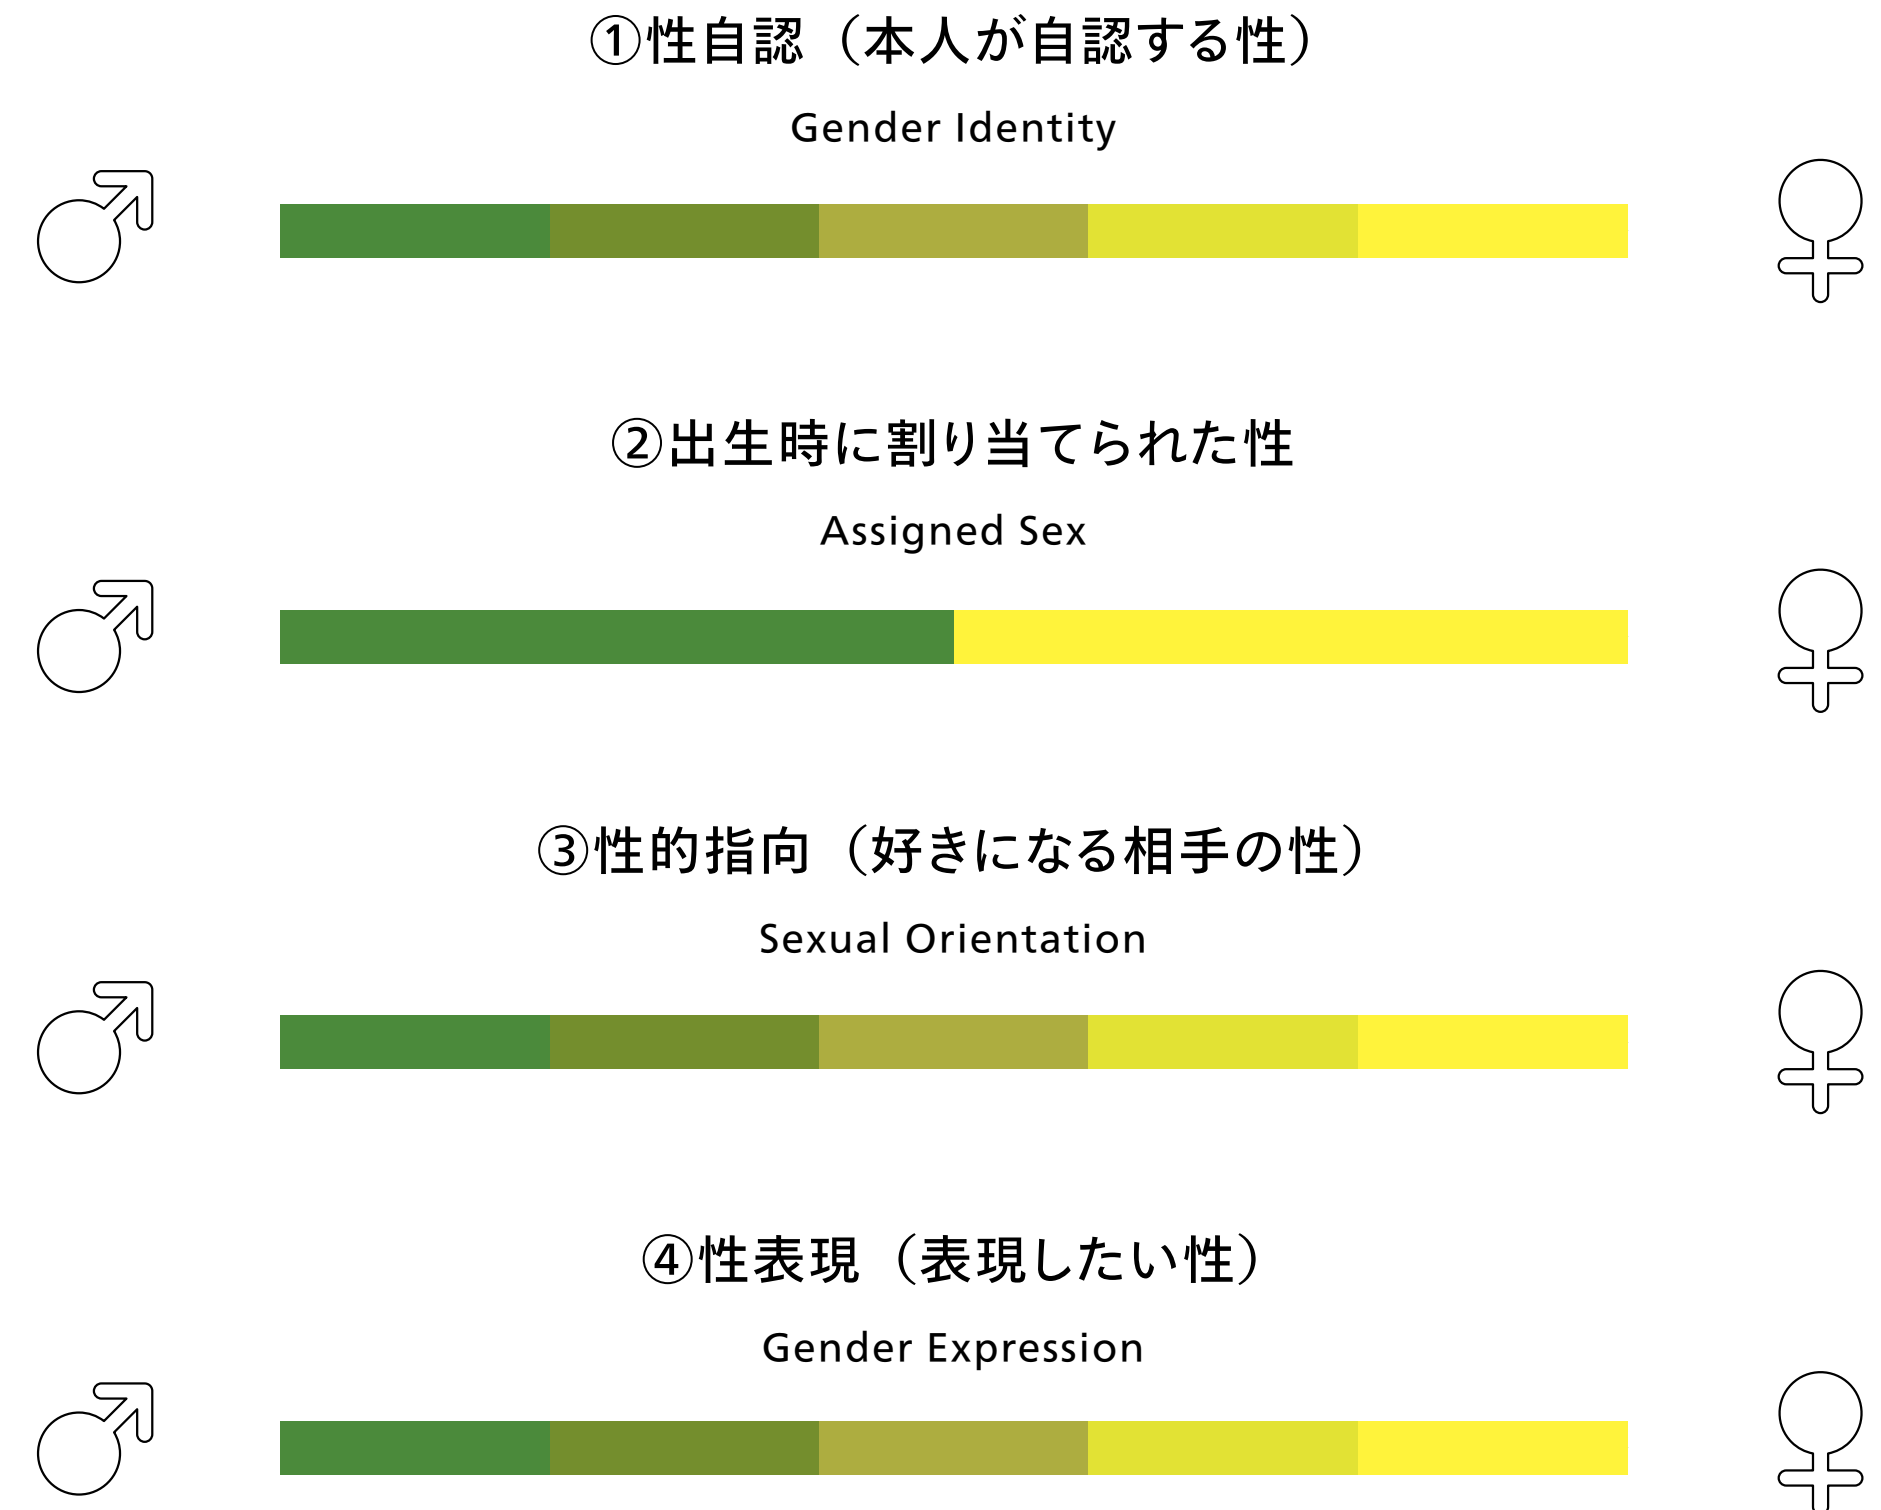 ①性自認（本人が自認する性）
Gender Identity
②出生時に割り当てられた性
Assigned Sex
③性的指向（好きになる相手の性）
Sexual Orientation
④性表現（表現したい性）
Gender Expression